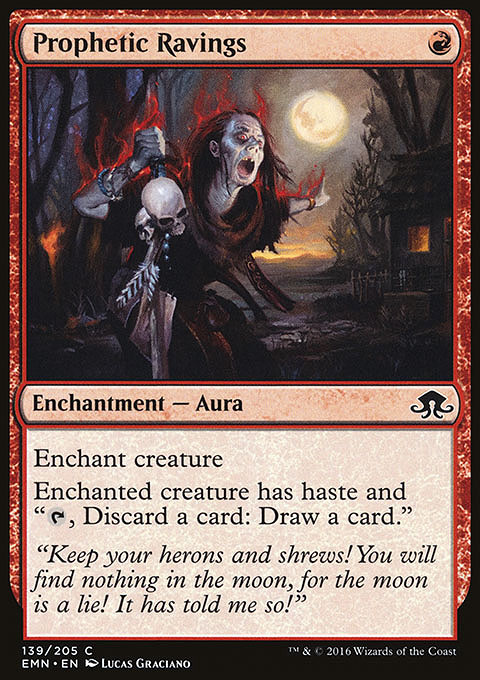 Prophetic Ravings
Enchantment — Aura
Enchant creature
Enchanted creature has haste and
“, Discard a card: Draw a card.”
“Keep your herons and shrews! You will
find nothing in the moon, for the moon
is a lie! It has told me so!”
139/205 C
EMN • EN Lucas Graciano
™ & © 2016 Wizards of the Coast